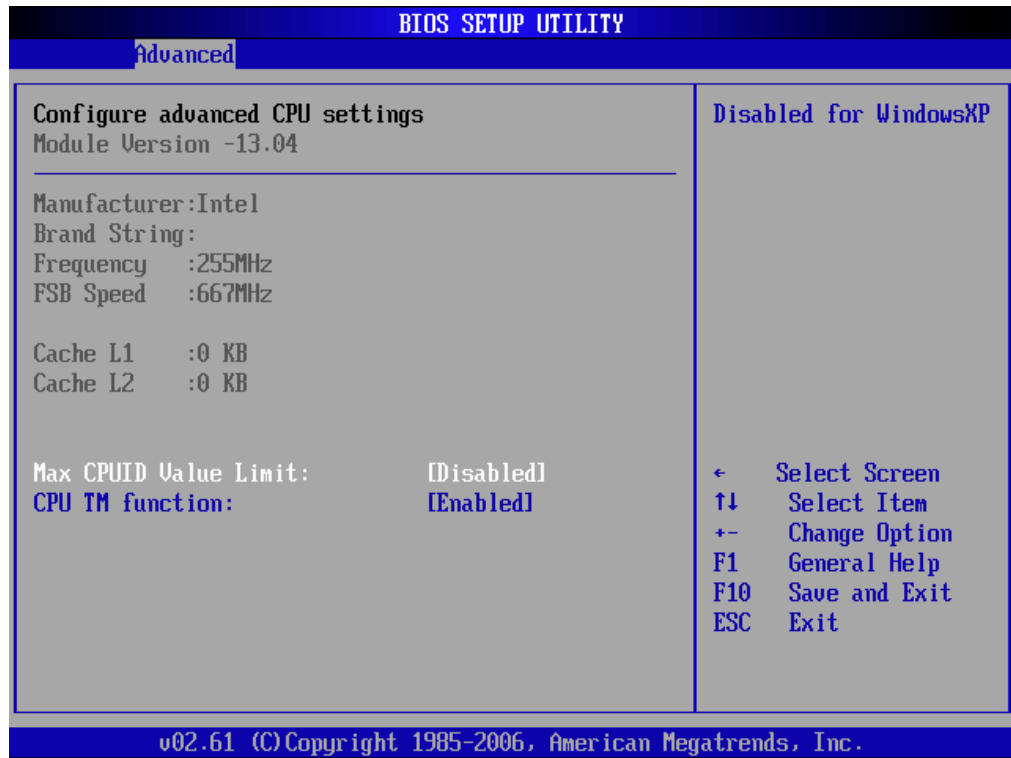 BIOS SETUP UTILITY
Advanced
Configure advanced CPU settings
Module Version -13.04
Manufacturer:Intel
Brand String:
Frequency :255MHz
FSB Speed :667MHz
Cache L1 :0 KB
Cache L2 :0 KB
Max CPUID Value Limit: [Disabled]
CPU TM function: [Enabled]
Disabled for WindowsXP
← Select Screen
↑↓ Select Item
+- Change Option
F1 General Help
F10 Save and Exit
ESC Exit
v02.61 (C)Copyright 1985-2006, American Megatrends, Inc.